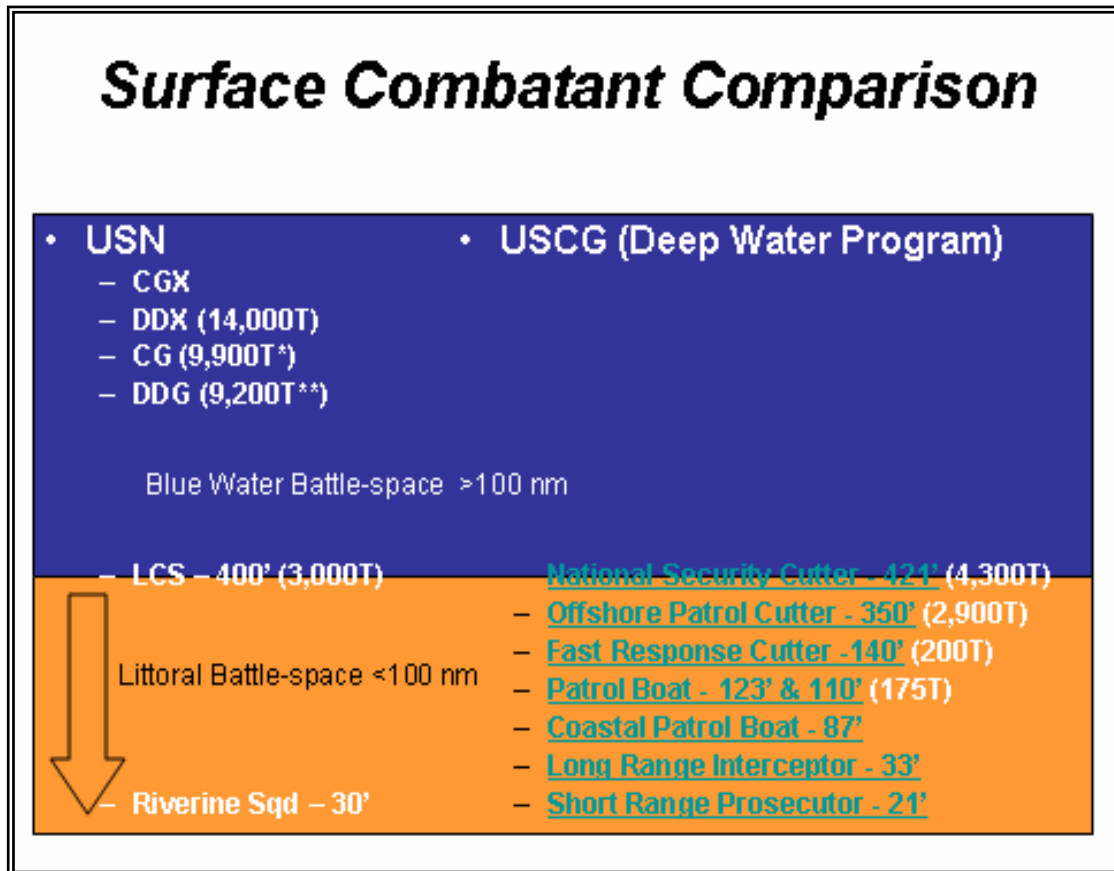 Surface Combatant Comparison
• USN
– CGX
– DDX (14,000T)
– CG (9,900T*)
– DDG (9,200T**)
Blue Water Battle-space >100 nm
– LCS – 400’ (3,000T)
Littoral Battle-space <100 nm
– Riverine Sqd – 30’
• USCG (Deep Water Program)
National Security Cutter - 421’ (4,300T)
– Offshore Patrol Cutter - 350’ (2,900T)
– Fast Response Cutter -140’ (200T)
– Patrol Boat - 123’ & 110’ (175T)
– Coastal Patrol Boat - 87’
– Long Range Interceptor - 33’
– Short Range Prosecutor - 21’